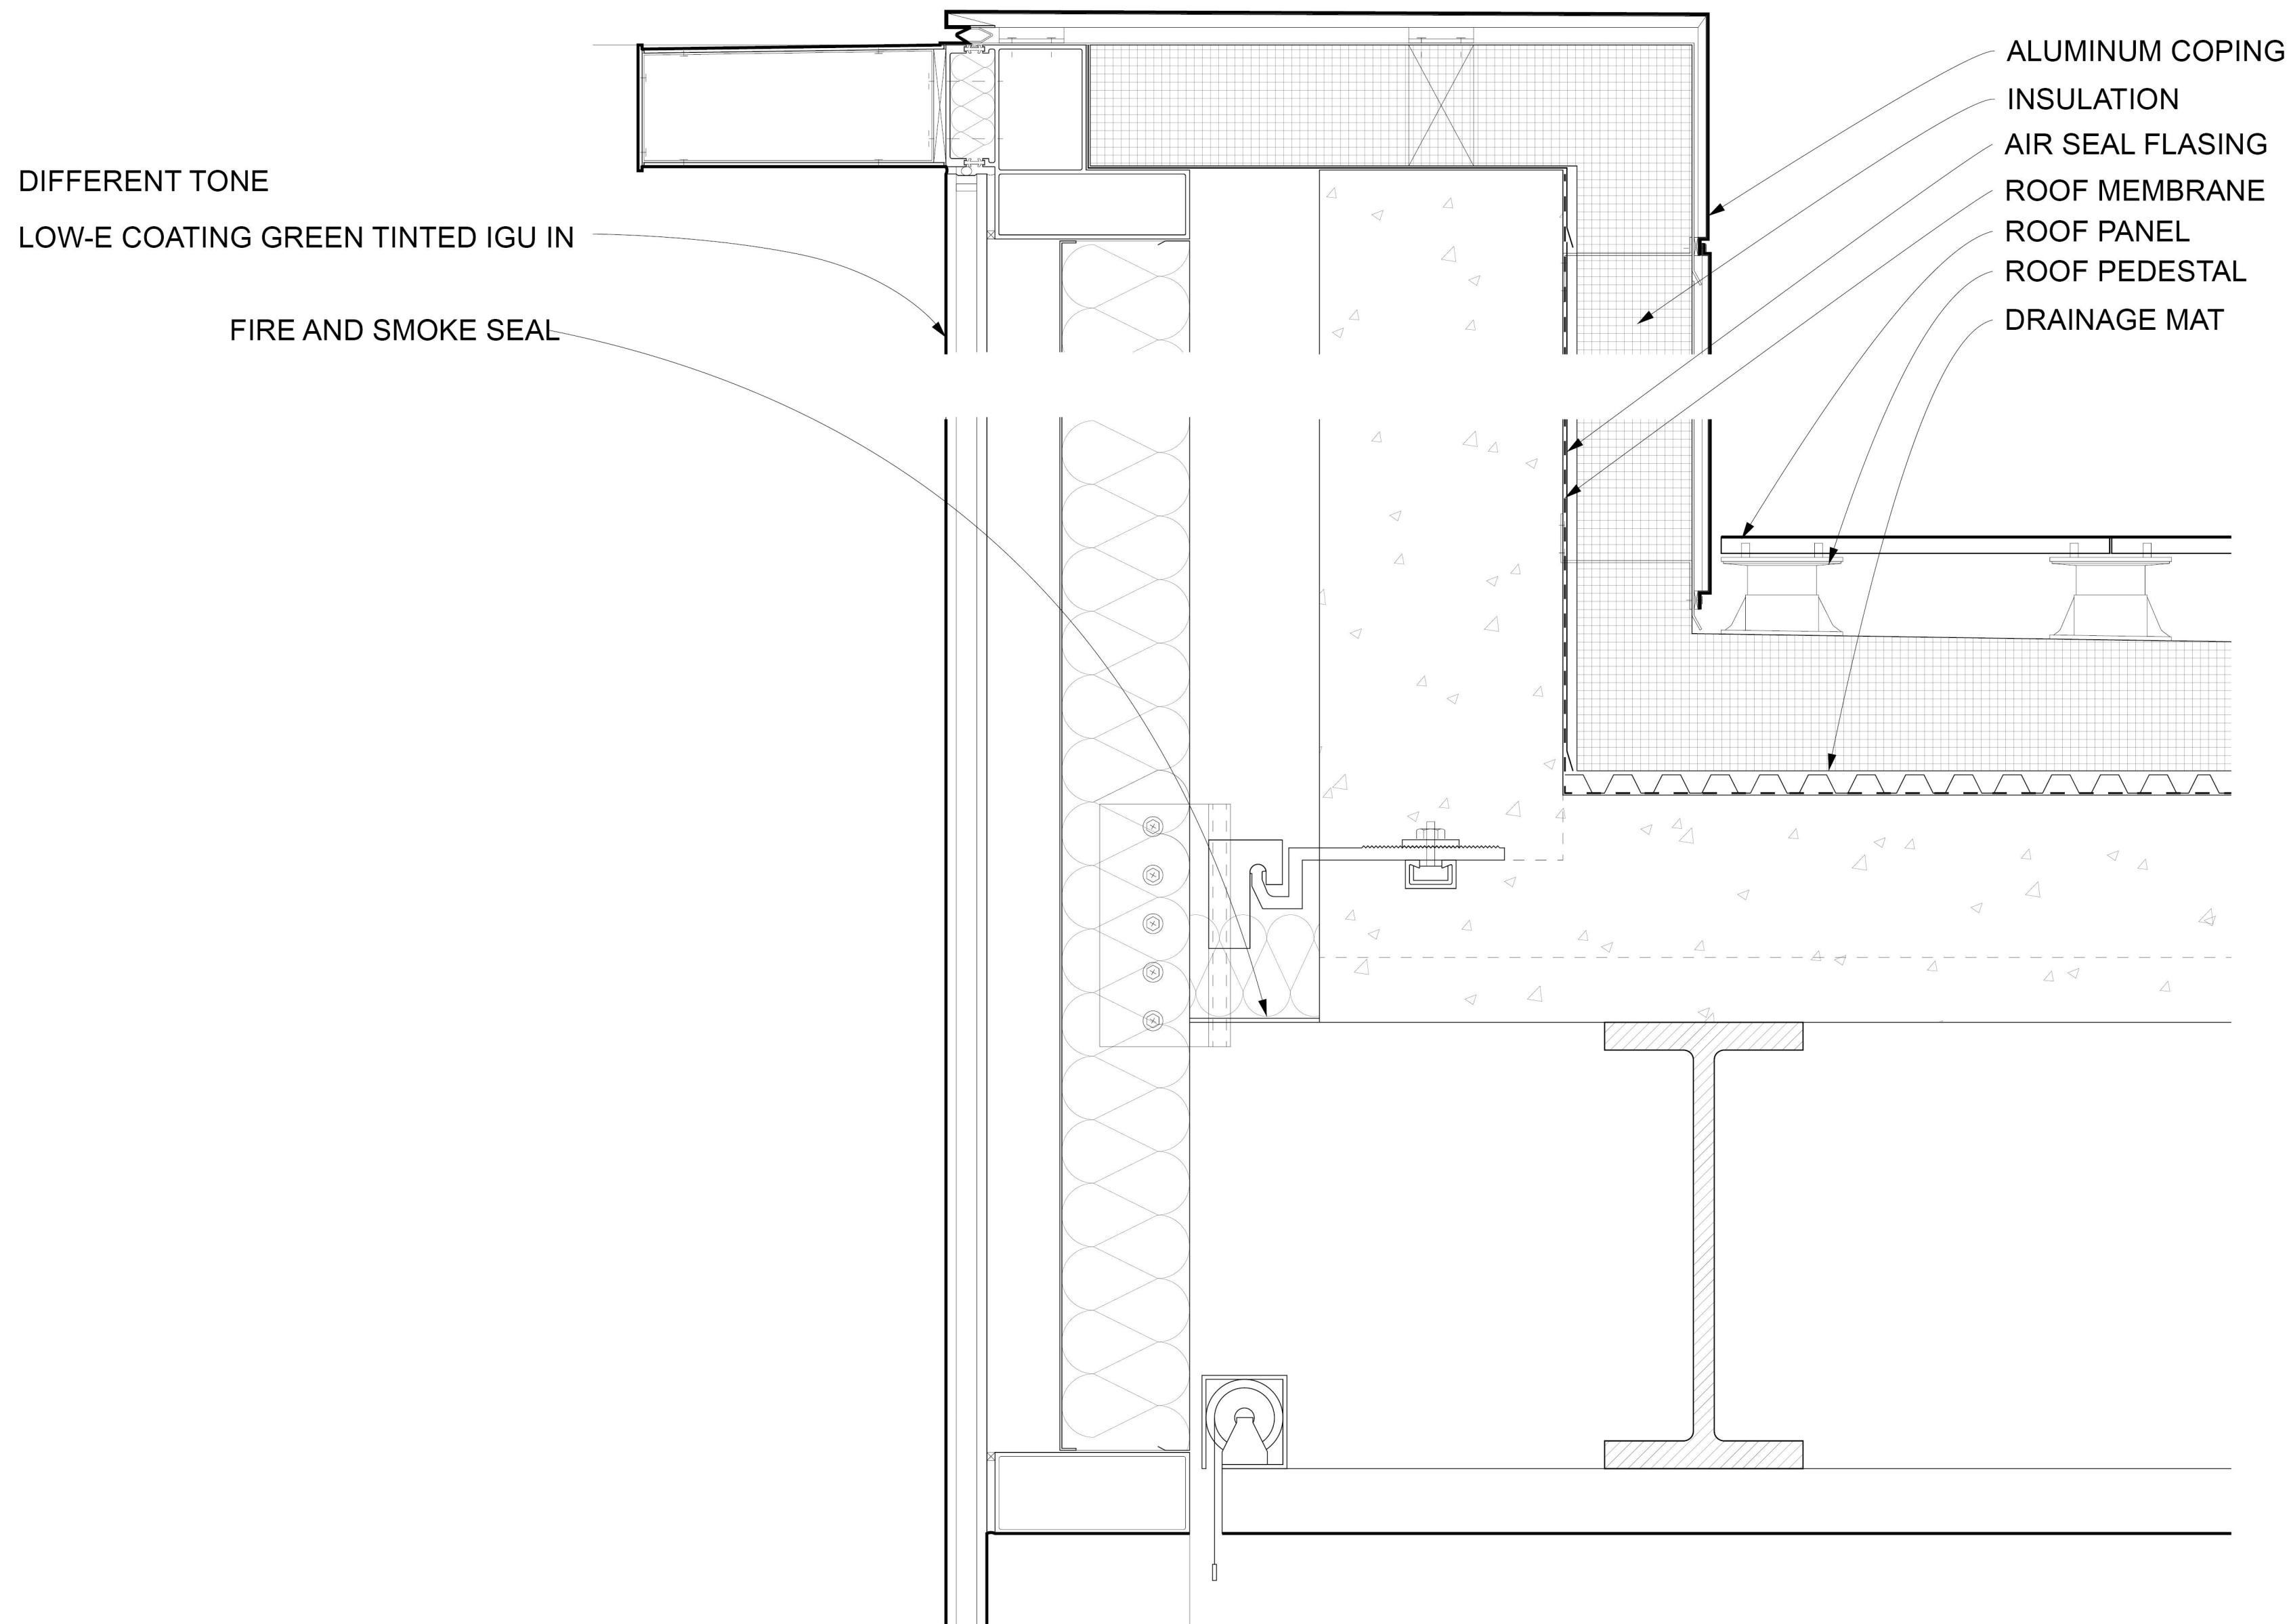 DIFFERENT TONE
LOW-E COATING GREEN TINTED IGU IN
FIRE AND SMOKE SEAL
ALUMINUM COPING
INSULATION
AIR SEAL FLASING
ROOF MEMBRANE
ROOF PANEL
ROOF PEDESTAL
DRAINAGE MAT